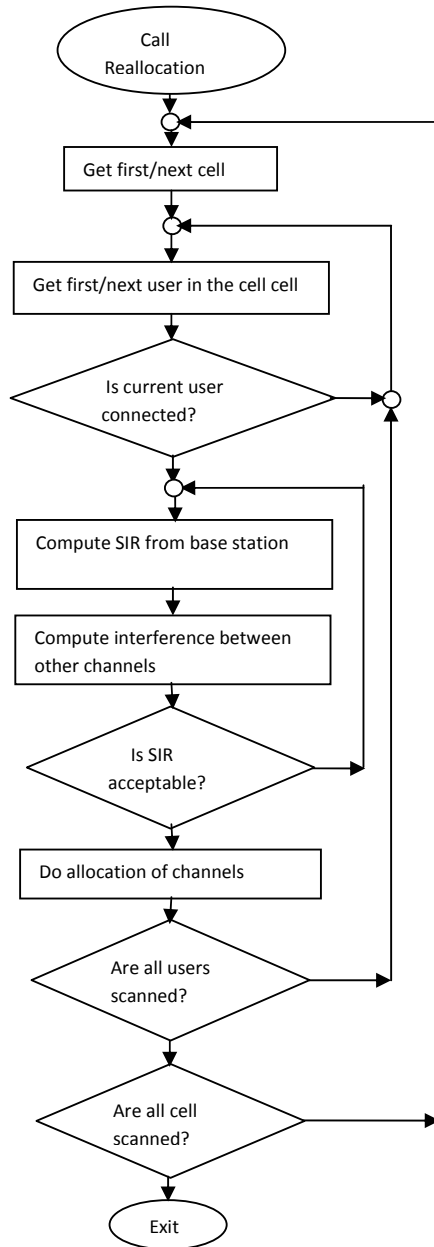 Call
Reallocation
Get first/next cell
Get first/next user in the cell cell
Is current user
connected?
Compute SIR from base station
Compute interference between
other channels
Is SIR
acceptable?
Do allocation of channels
Are all users
scanned?
Are all cell
scanned?
Exit